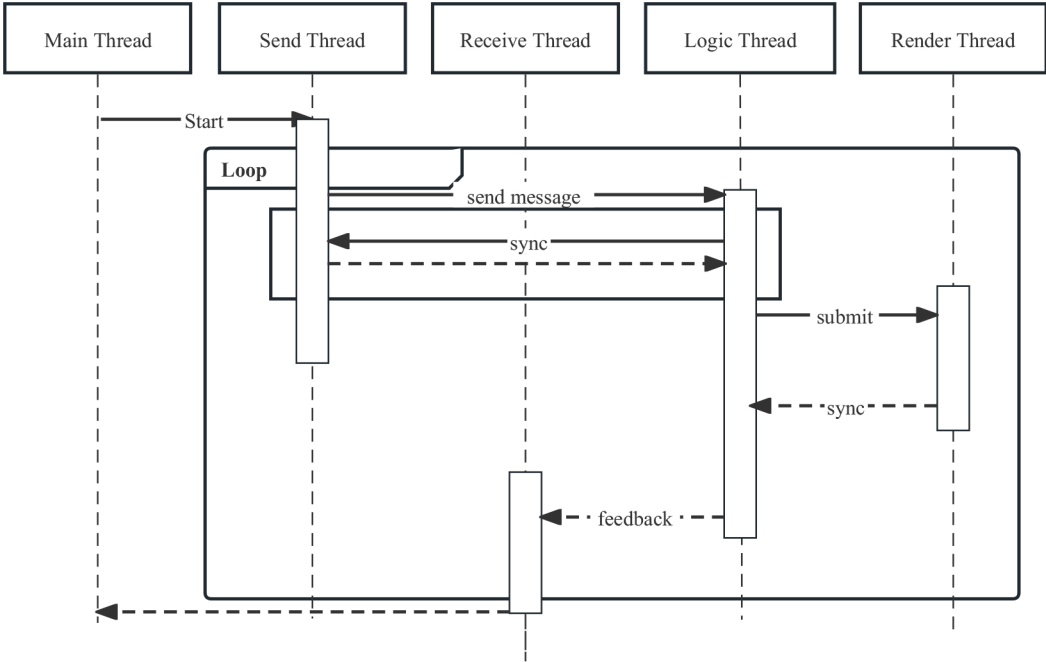 Main Thread
Send Thread
Receive Thread
Logic Thread
Render Thread
Start
Loop
send message
sync
submit
sync
feedback